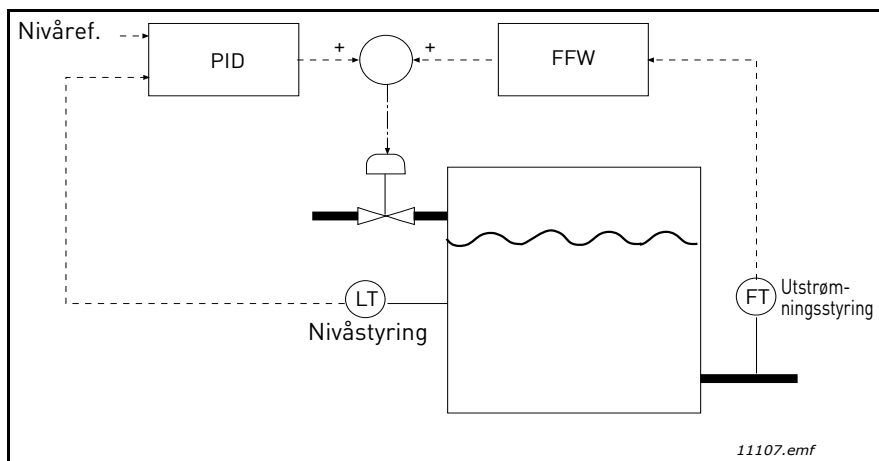 Nivåref.
PID
+
+
FFW
LT
Nivåstyring
FT
Utstrøm-
ningsstyring
11107.emf